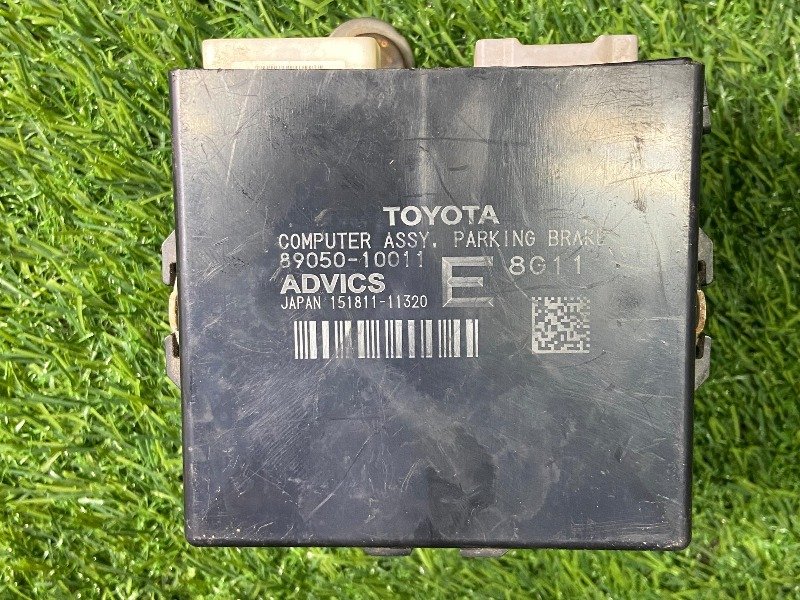 TOYOTA
COMPUTER ASSY, PARKING BRAKE
89050-10011
E 8G11
ADVICS
JAPAN 151811-11320